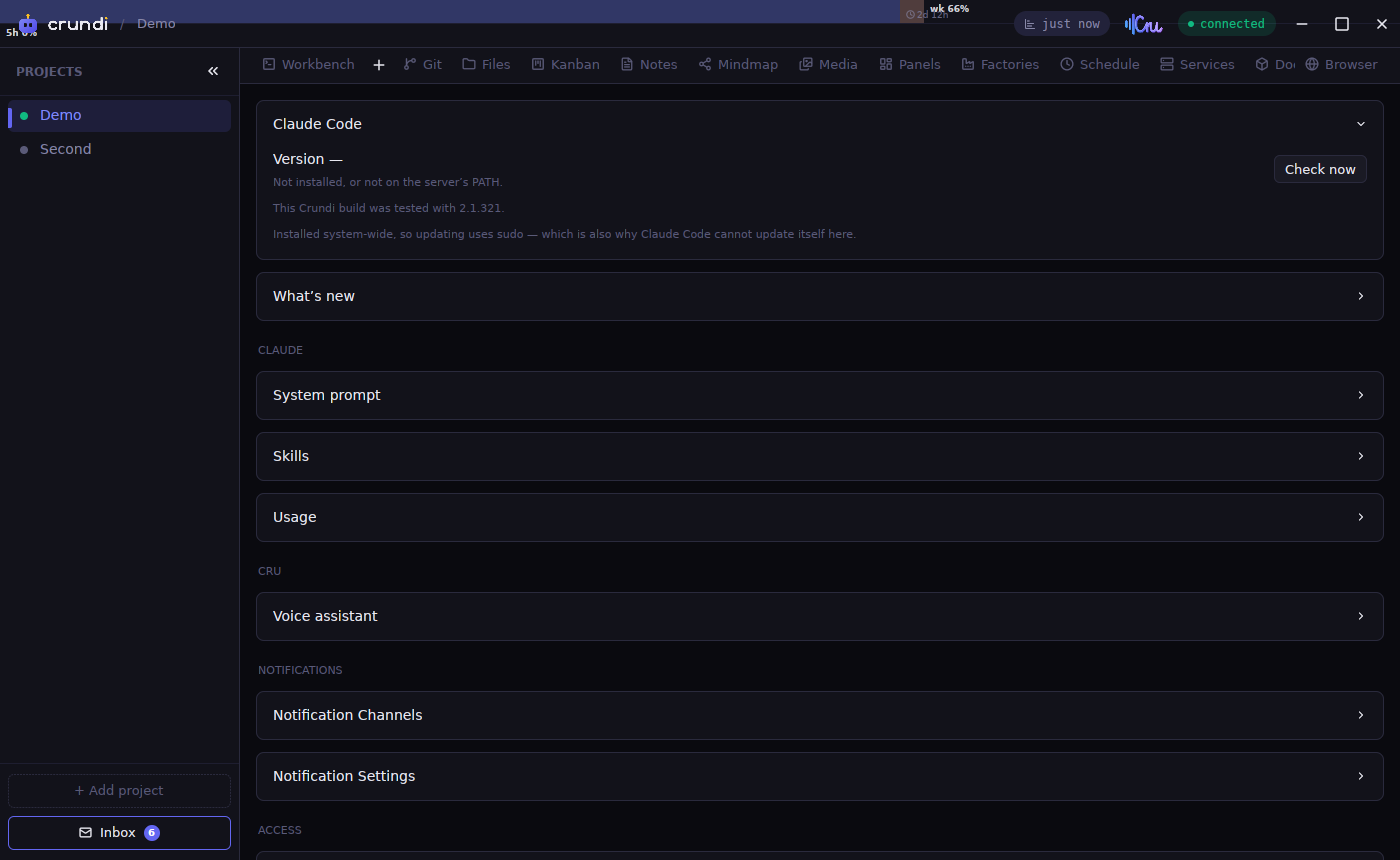 2d 12h
wk 66%
5h 6%
crundi / Demo
just now
Cru
connected
PROJECTS
Workbench
Git
Files
Kanban
Notes
Mindmap
Media
Panels
Factories
Schedule
Services
Browser
Demo
Second
Claude Code
Version —
Not installed, or not on the server’s PATH.
Check now
This Crundi build was tested with 2.1.321.
Installed system-wide, so updating uses sudo — which is also why Claude Code cannot update itself here.
What’s new
CLAUDE
System prompt
Skills
Usage
CRU
Voice assistant
NOTIFICATIONS
Notification Channels
Notification Settings
+ Add project
Inbox 6
ACCESS